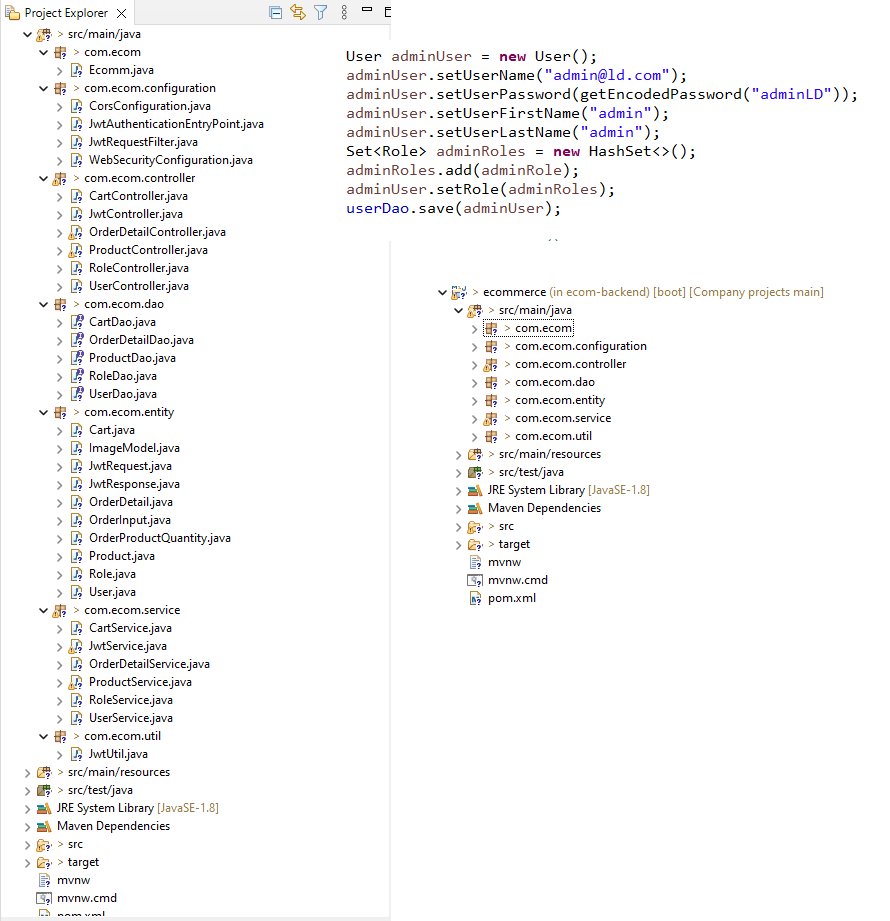 Project Explorer
> src/main/java
> com.ecom
Ecomm.java
> com.ecom.configuration
CorsConfiguration.java
JwtAuthenticationEntryPoint.java
JwtRequestFilter.java
WebSecurityConfiguration.java
> com.ecom.controller
CartController.java
JwtController.java
OrderDetailController.java
ProductController.java
RoleController.java
UserController.java
> com.ecom.dao
CartDao.java
OrderDetailDao.java
ProductDao.java
RoleDao.java
UserDao.java
> com.ecom.entity
Cart.java
ImageModel.java
JwtRequest.java
JwtResponse.java
OrderDetail.java
OrderInput.java
OrderProductQuantity.java
Product.java
Role.java
User.java
> com.ecom.service
CartService.java
JwtService.java
OrderDetailService.java
ProductService.java
RoleService.java
UserService.java
> com.ecom.util
JwtUtil.java
> src/main/resources
> src/test/java
JRE System Library [JavaSE-1.8]
Maven Dependencies
> src
> target
mvnw
mvnw.cmd
pom.xml
User adminUser = new User();
adminUser.setUserName("admin@ld.com");
adminUser.setUserPassword(getEncodedPassword("adminLD"));
adminUser.setUserFirstName("admin");
adminUser.setUserLastName("admin");
Set<Role> adminRoles = new HashSet<>();
adminRoles.add(adminRole);
adminUser.setRole(adminRoles);
userDao.save(adminUser);
> ecommerce (in ecom-backend) [boot] [Company projects main]
> src/main/java
> com.ecom
> com.ecom.configuration
> com.ecom.controller
> com.ecom.dao
> com.ecom.entity
> com.ecom.service
> com.ecom.util
> src/main/resources
> src/test/java
JRE System Library [JavaSE-1.8]
Maven Dependencies
> src
> target
mvnw
mvnw.cmd
pom.xml